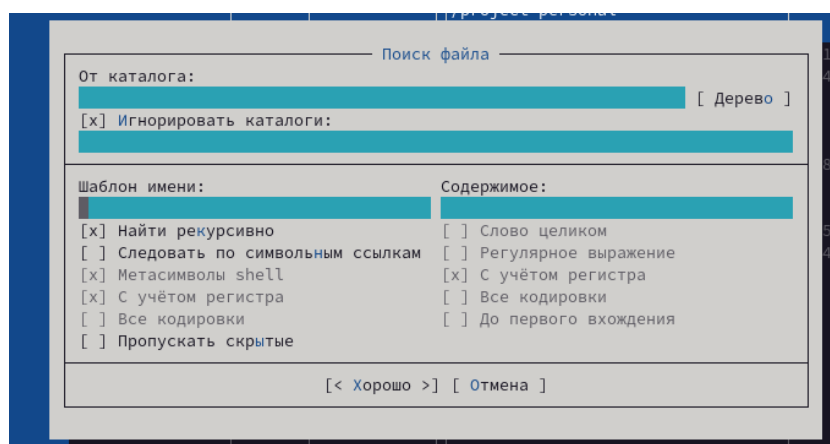 /project personal
Поиск файла
От каталога:
[ Дерево ]
[x] Игнорировать каталоги:
Шаблон имени:
[x] Найти рекурсивно
[ ] Следовать по символьным ссылкам
[x] Метасимволы shell
[x] С учётом регистра
[ ] Все кодировки
[ ] Пропускать скрытые
Содержимое:
[ ] Слово целиком
[ ] Регулярное выражение
[x] С учётом регистра
[ ] Все кодировки
[ ] До первого вхождения
[< Хорошо >] [ Отмена ]